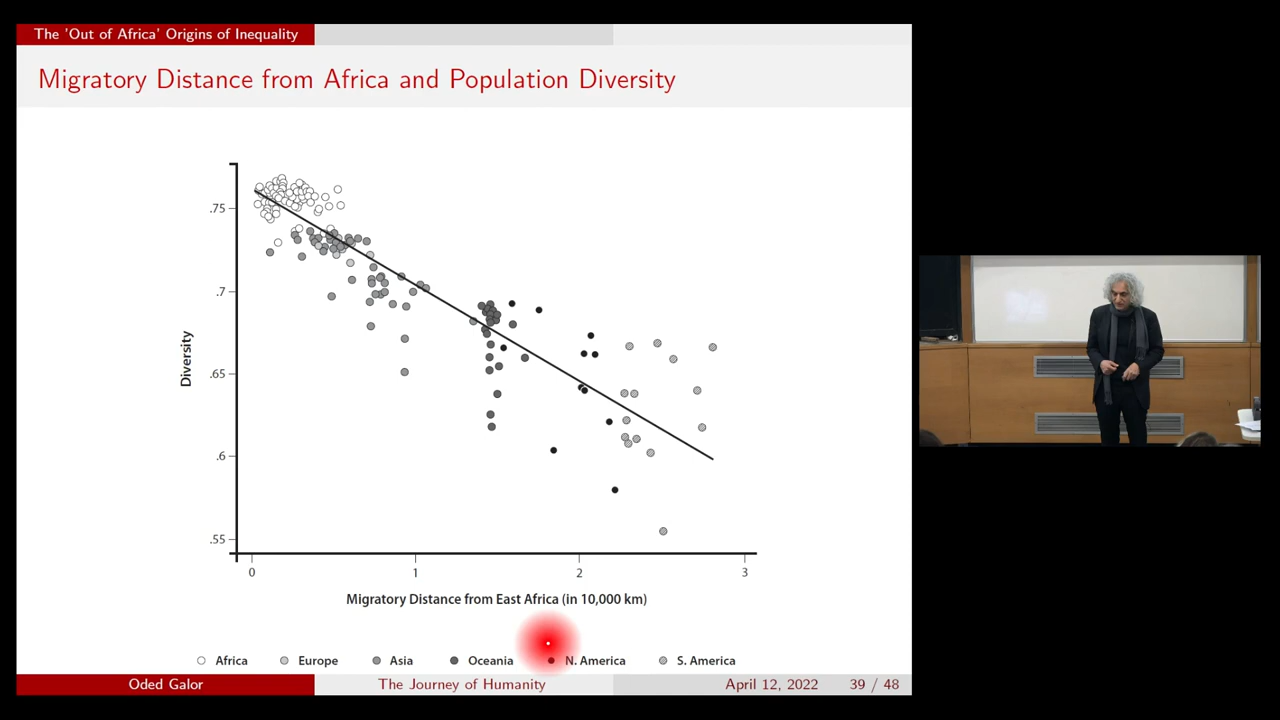 The 'Out of Africa' Origins of Inequality
Migratory Distance from Africa and Population Diversity
.75
.7
.65
.6
.55
Diversity
0 1 2 3
Migratory Distance from East Africa (in 10,000 km)
Africa Europe Asia Oceania N. America S. America
Oded Galor The Journey of Humanity April 12, 2022 39 / 48